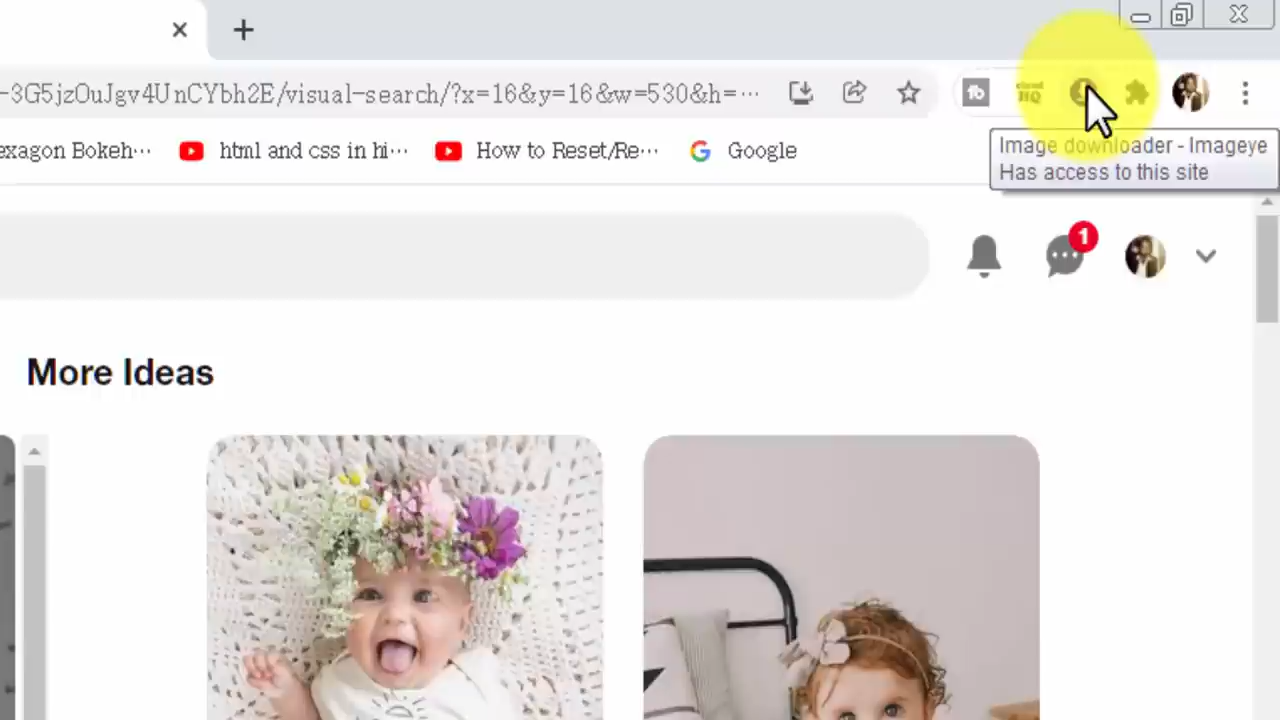 -3G5jzOuJgv4UnCYbh2E/visual-search/?x=16&y=16&w=530&h=···
exagon Bokeh··· html and css in hi··· How to Reset/Re··· Google
Image downloader - Imageye
Has access to this site
1
More Ideas